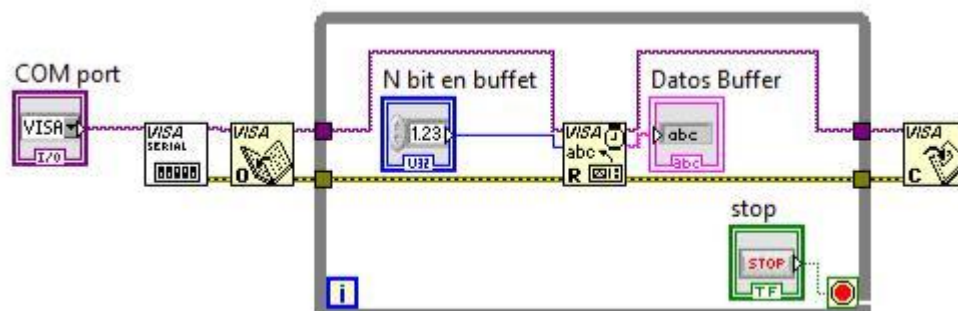 COM port
VISA
I/O
VISA
SERIAL
VISA
O
N bit en buffet
1.23
U32
VISA
abc
R
Datos Buffer
abc
abc
VISA
C
stop
STOP
TF
i